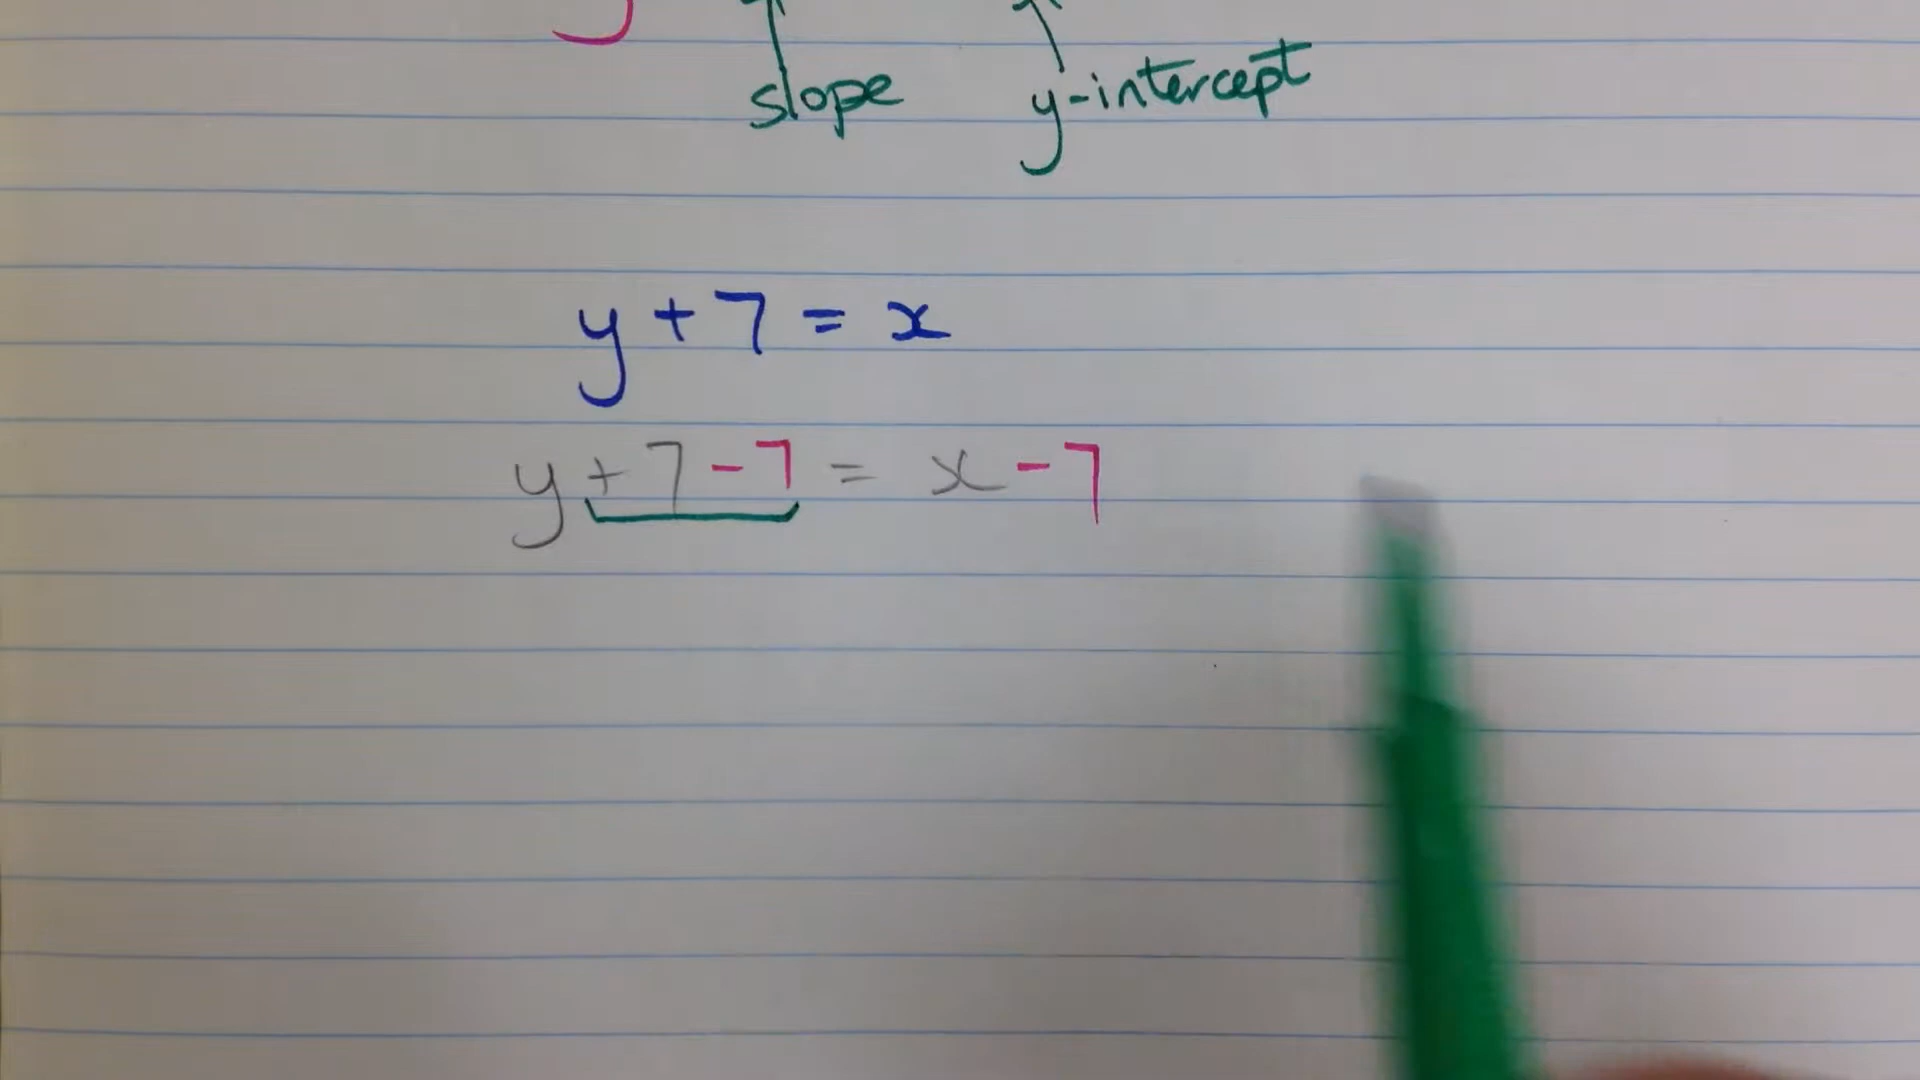 slope y-intercept
y + 7 = x
y + 7 - 7 = x - 7